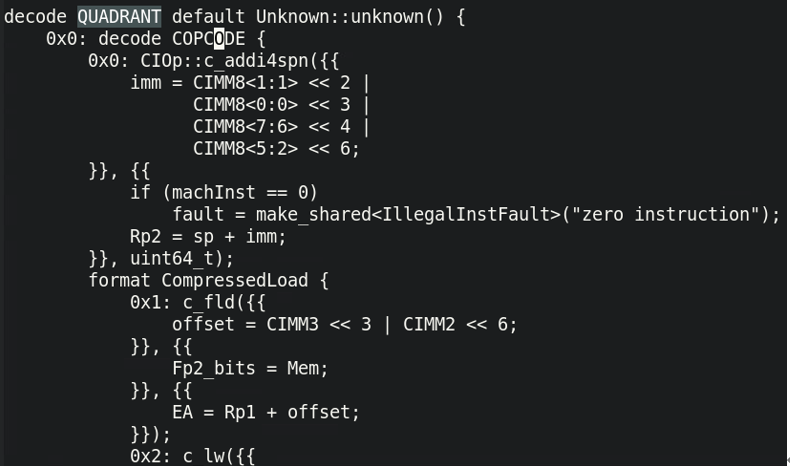 decode QUADRANT default Unknown::unknown() {
0x0: decode COPCODE {
0x0: CIOp::c_addi4spn({{
imm = CIMM8<1:1> << 2 |
CIMM8<0:0> << 3 |
CIMM8<7:6> << 4 |
CIMM8<5:2> << 6;
}}, {{
if (machInst == 0)
fault = make_shared<IllegalInstFault>("zero instruction");
Rp2 = sp + imm;
}}, uint64_t);
format CompressedLoad {
0x1: c_fld({{
offset = CIMM3 << 3 | CIMM2 << 6;
}}, {{
Fp2_bits = Mem;
}}, {{
EA = Rp1 + offset;
}});
0x2: c_lw({{